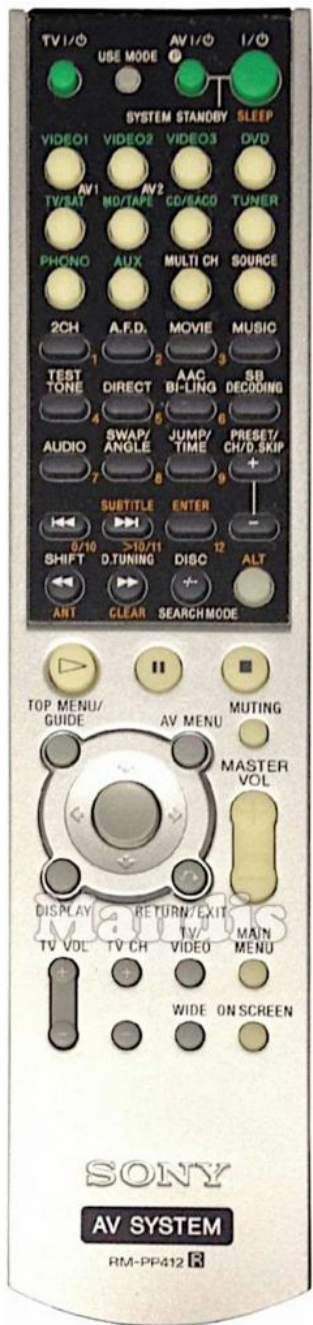 TV I/⏻ AV I/⏻ I/⏻
USE MODE P
SYSTEM STANDBY SLEEP
VIDEO1 VIDEO2 VIDEO3 DVD
AV1 AV2
TV/SAT MD/TAPE CD/SACD TUNER
PHONO AUX MULTI CH SOURCE
2CH A.F.D. MOVIE MUSIC
1 2 3
TEST TONE DIRECT AAC BI-LING SB DECODING
4 5 6
AUDIO SWAP/ANGLE JUMP/TIME PRESET/CH/D.SKIP
7 8 9 +
SUBTITLE ENTER
⏮ ⏭ −
0/10 >10/11 12
SHIFT D.TUNING DISC ALT
◀◀ ▶▶ -/--
ANT CLEAR SEARCH MODE
▷ ⏸ ■
TOP MENU/
GUIDE AV MENU MUTING
MASTER
VOL
DISPLAY RETURN/EXIT
Mandis
TV VOL TV CH TV/VIDEO MAIN MENU
+ +
− − WIDE ON SCREEN
SONY
AV SYSTEM
RM-PP412 R